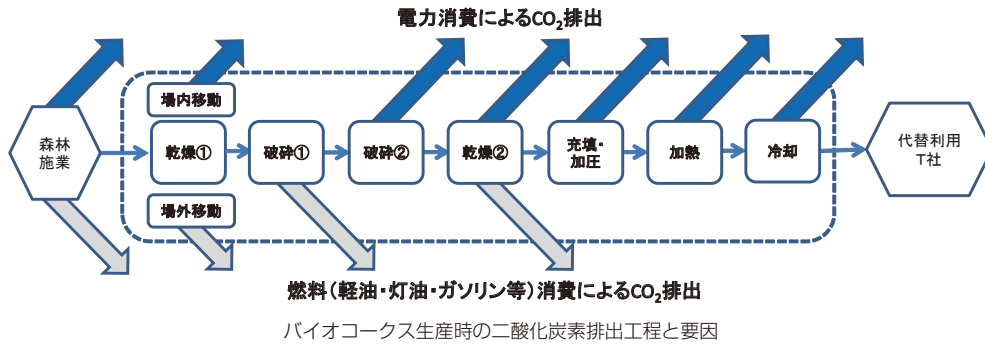 電力消費によるCO₂排出
場内移動
森林
施業
乾燥①
破砕①
破砕②
乾燥②
充填・
加圧
加熱
冷却
代替利用
T社
場外移動
燃料（軽油・灯油・ガソリン等）消費によるCO₂排出
バイオコークス生産時の二酸化炭素排出工程と要因